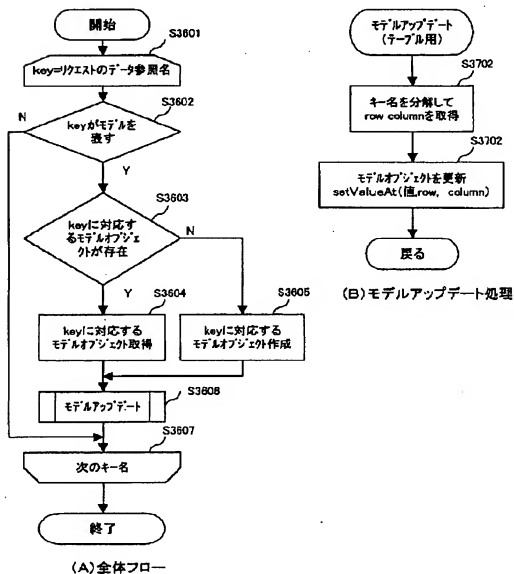 開始
S3601
key=リクエストのデータ参照名
S3602
N
keyがモデルを
表す
Y
S3603
keyに対応す
るモデルオブジェ
クトが存在
N
Y
S3604
S3605
keyに対応する
モデルオブジェクト取得
keyに対応する
モデルオブジェクト作成
S3606
モデルアップデート
S3607
次のキー名
終了
(A)全体フロー
モデルアップデート
(テーブル用)
S3702
キー名を分解して
row columnを取得
S3702
モデルオブジェクトを更新
setValueAt(値,row, column)
戻る
(B)モデルアップデート処理